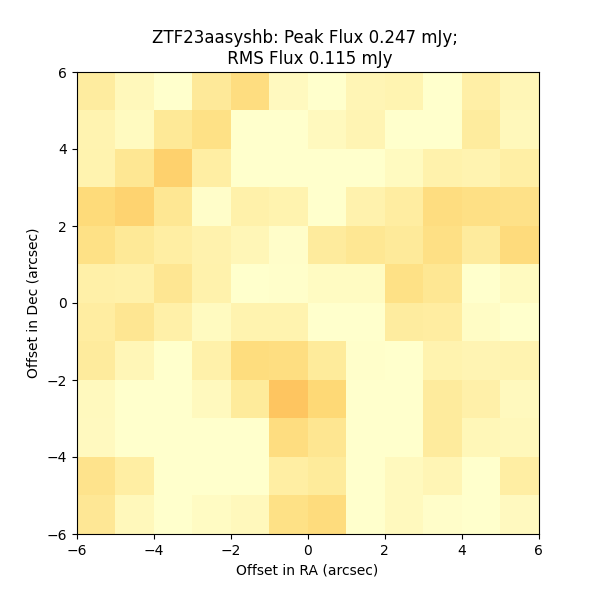 ZTF23aasyshb: Peak Flux 0.247 mJy;
RMS Flux 0.115 mJy
6
4
2
0
−2
−4
−6
Offset in Dec (arcsec)
−6 −4 −2 0 2 4 6
Offset in RA (arcsec)